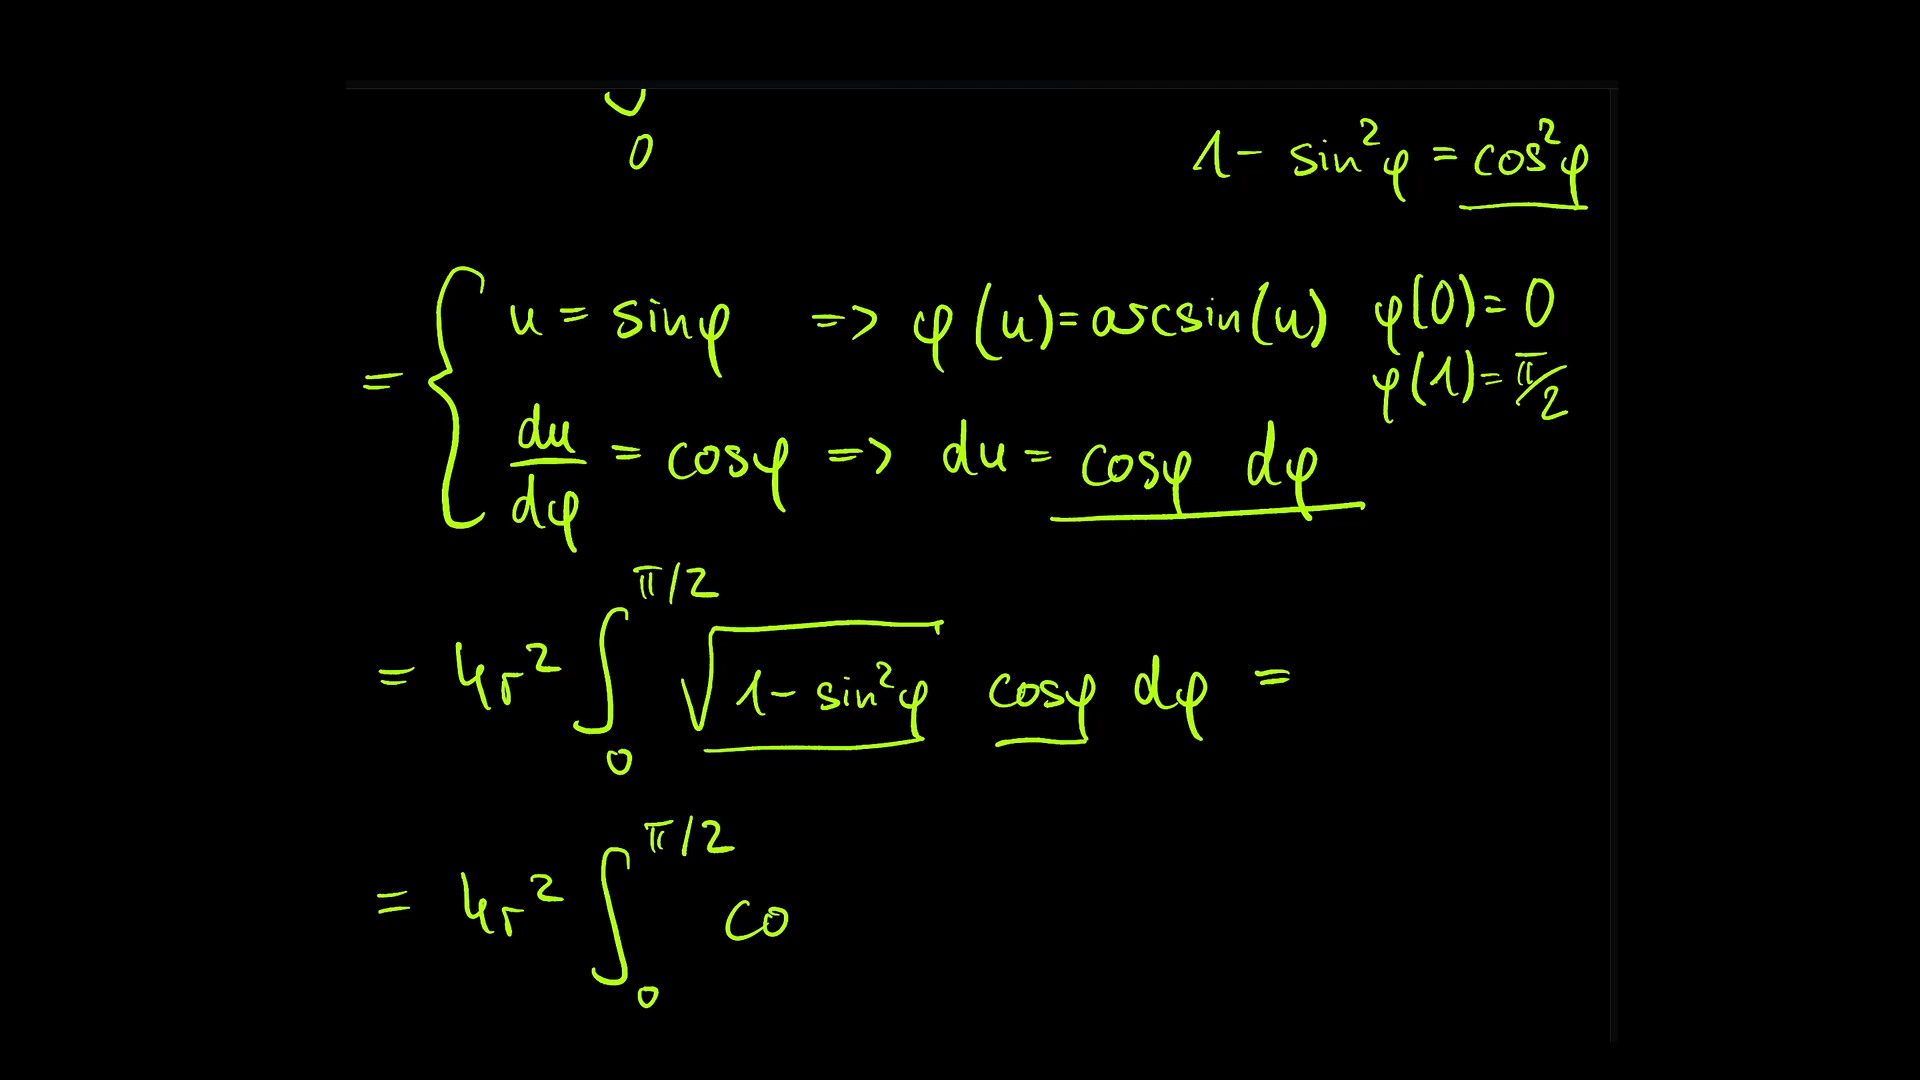 0
1 - sin²φ = cos²φ
= { u = sinφ => φ(u) = arcsin(u) φ(0) = 0
φ(1) = π/2
du/dφ = cosφ => du = cosφ dφ
= 4r² ∫₀^{π/2} √(1 - sin²φ) cosφ dφ =
= 4r² ∫₀^{π/2} co